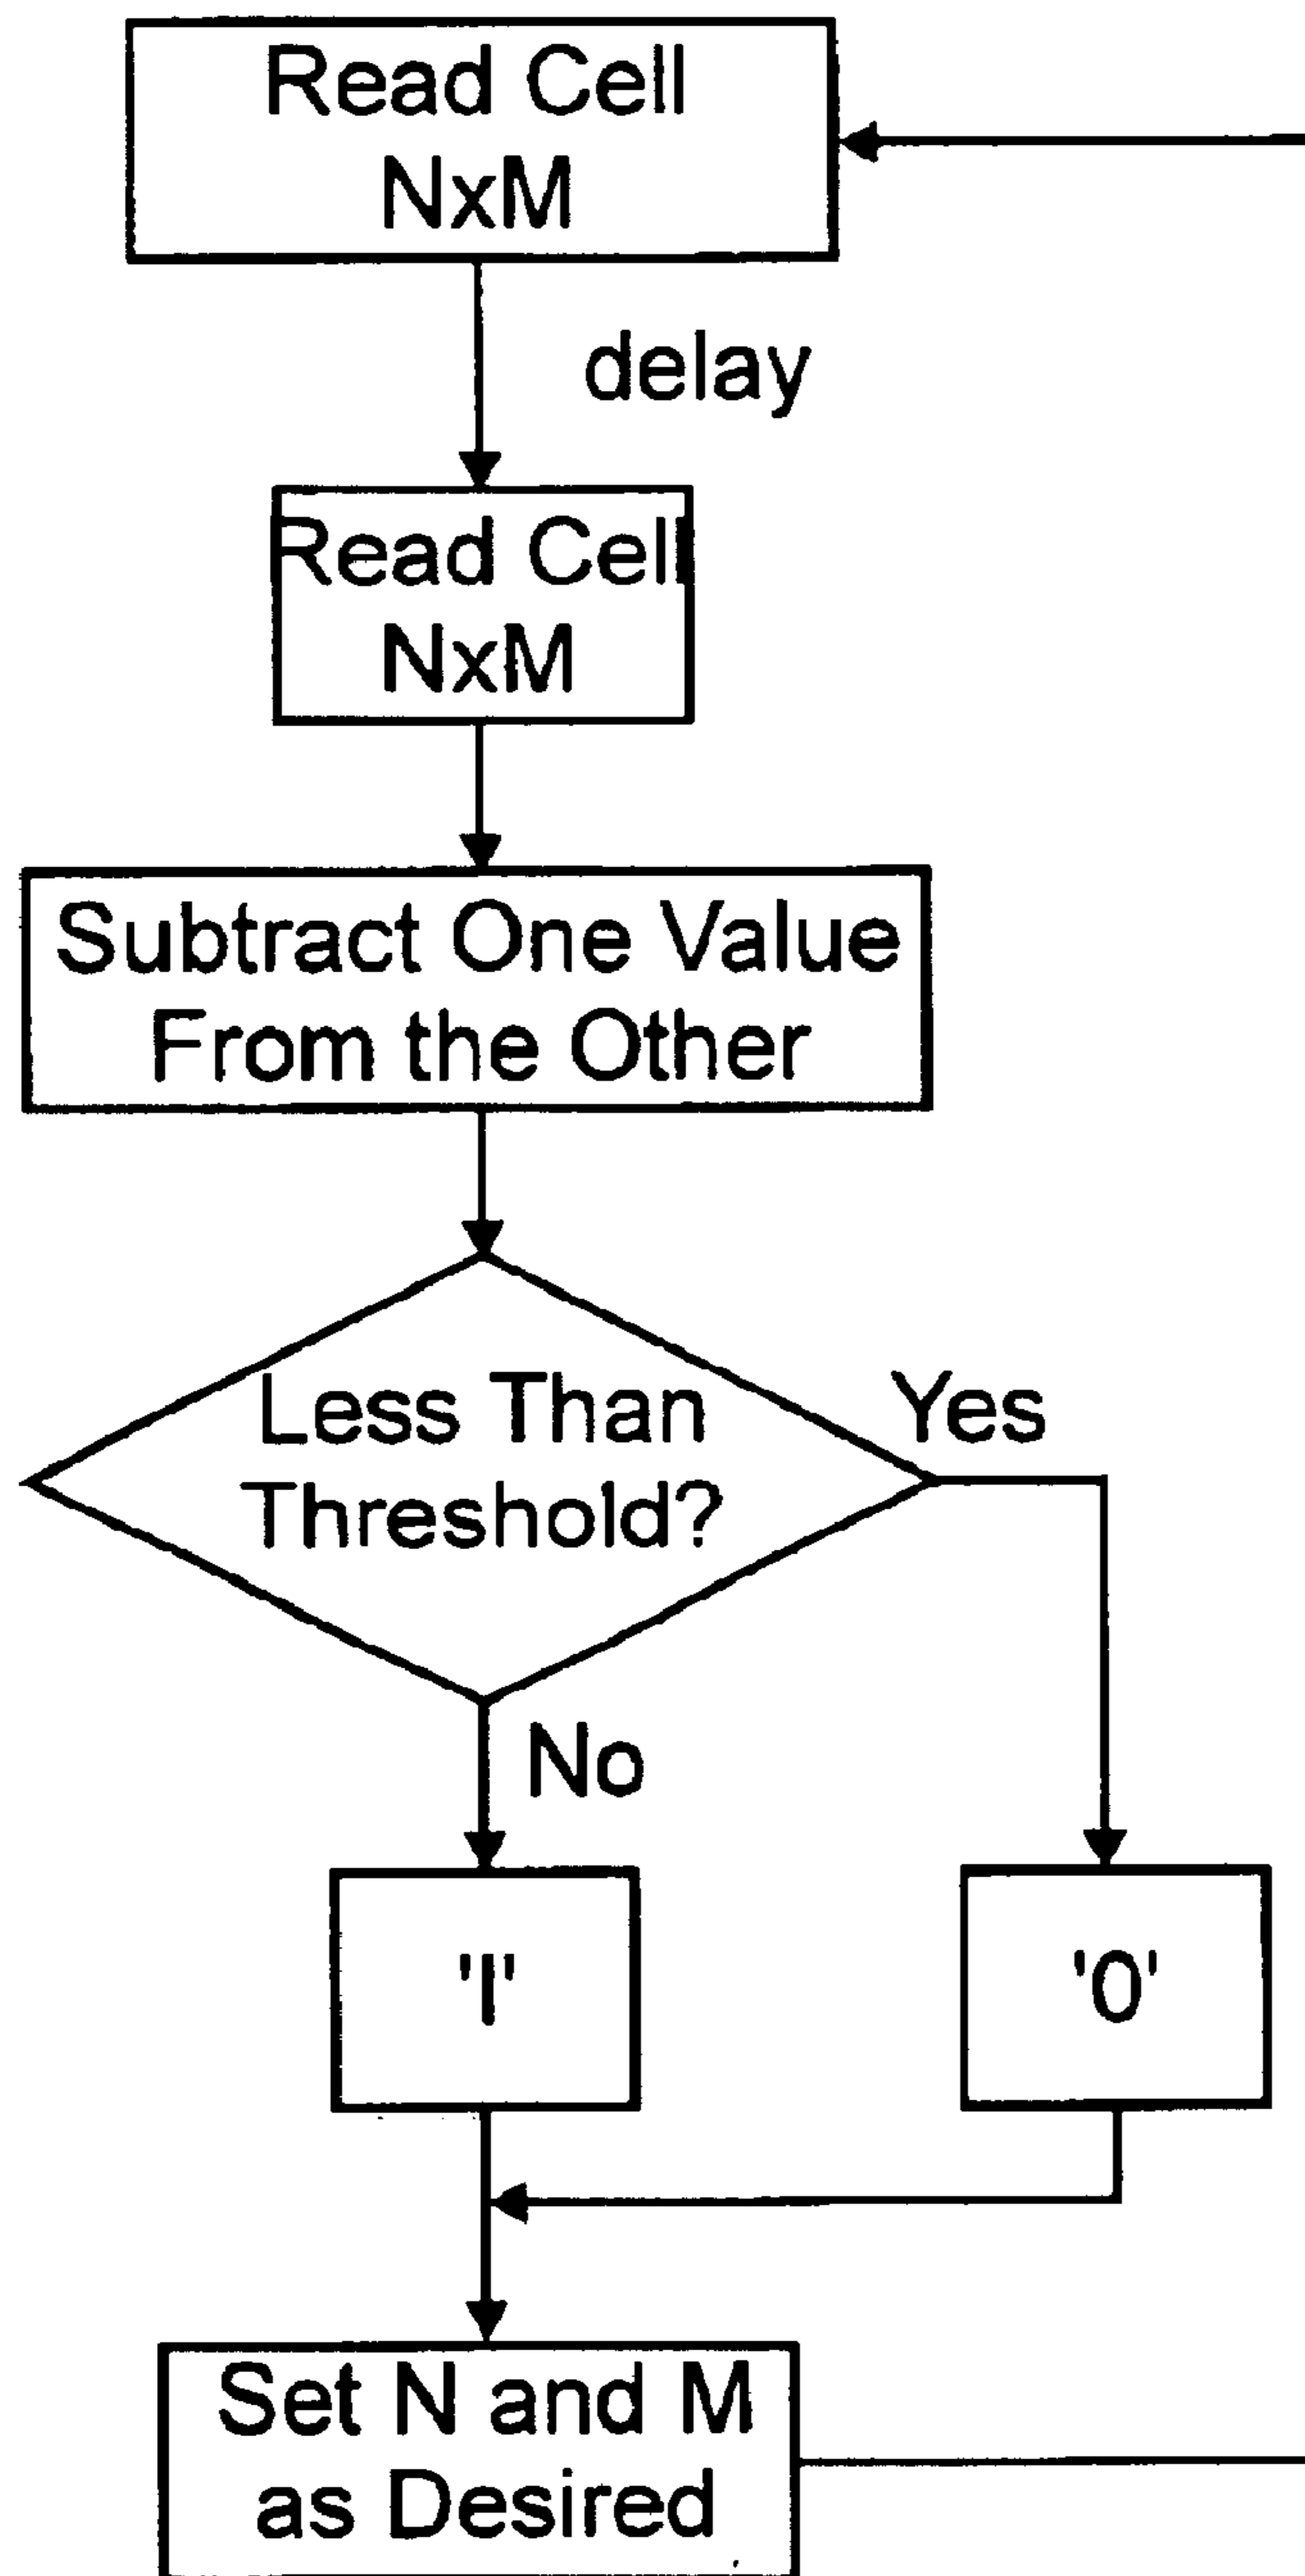 Read Cell
NxM
delay
Read Cell
NxM
Subtract One Value
From the Other
Less Than
Threshold?
Yes
No
'I'
'0'
Set N and M
as Desired